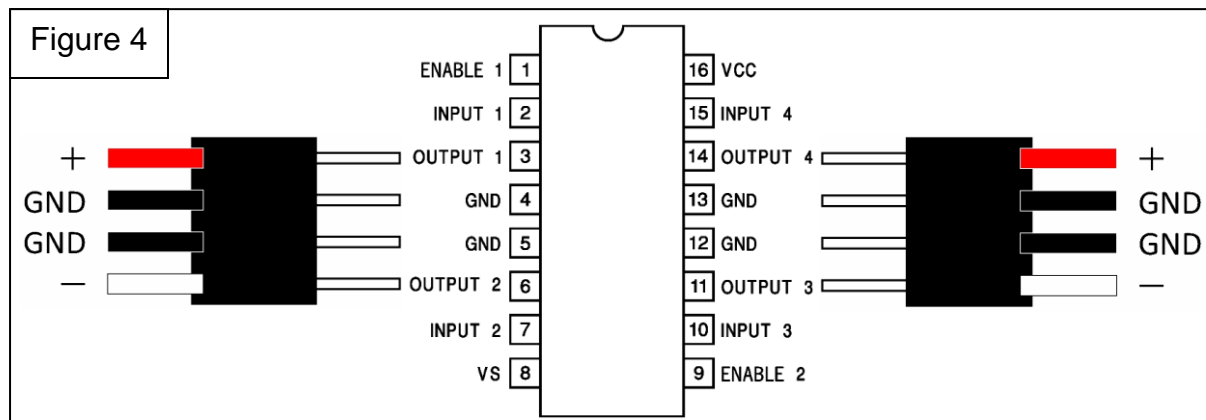 Figure 4
ENABLE 1 1 16 VCC
INPUT 1 2 15 INPUT 4
+ OUTPUT 1 3 14 OUTPUT 4 +
GND GND 4 13 GND GND
GND GND 5 12 GND GND
− OUTPUT 2 6 11 OUTPUT 3 −
INPUT 2 7 10 INPUT 3
VS 8 9 ENABLE 2